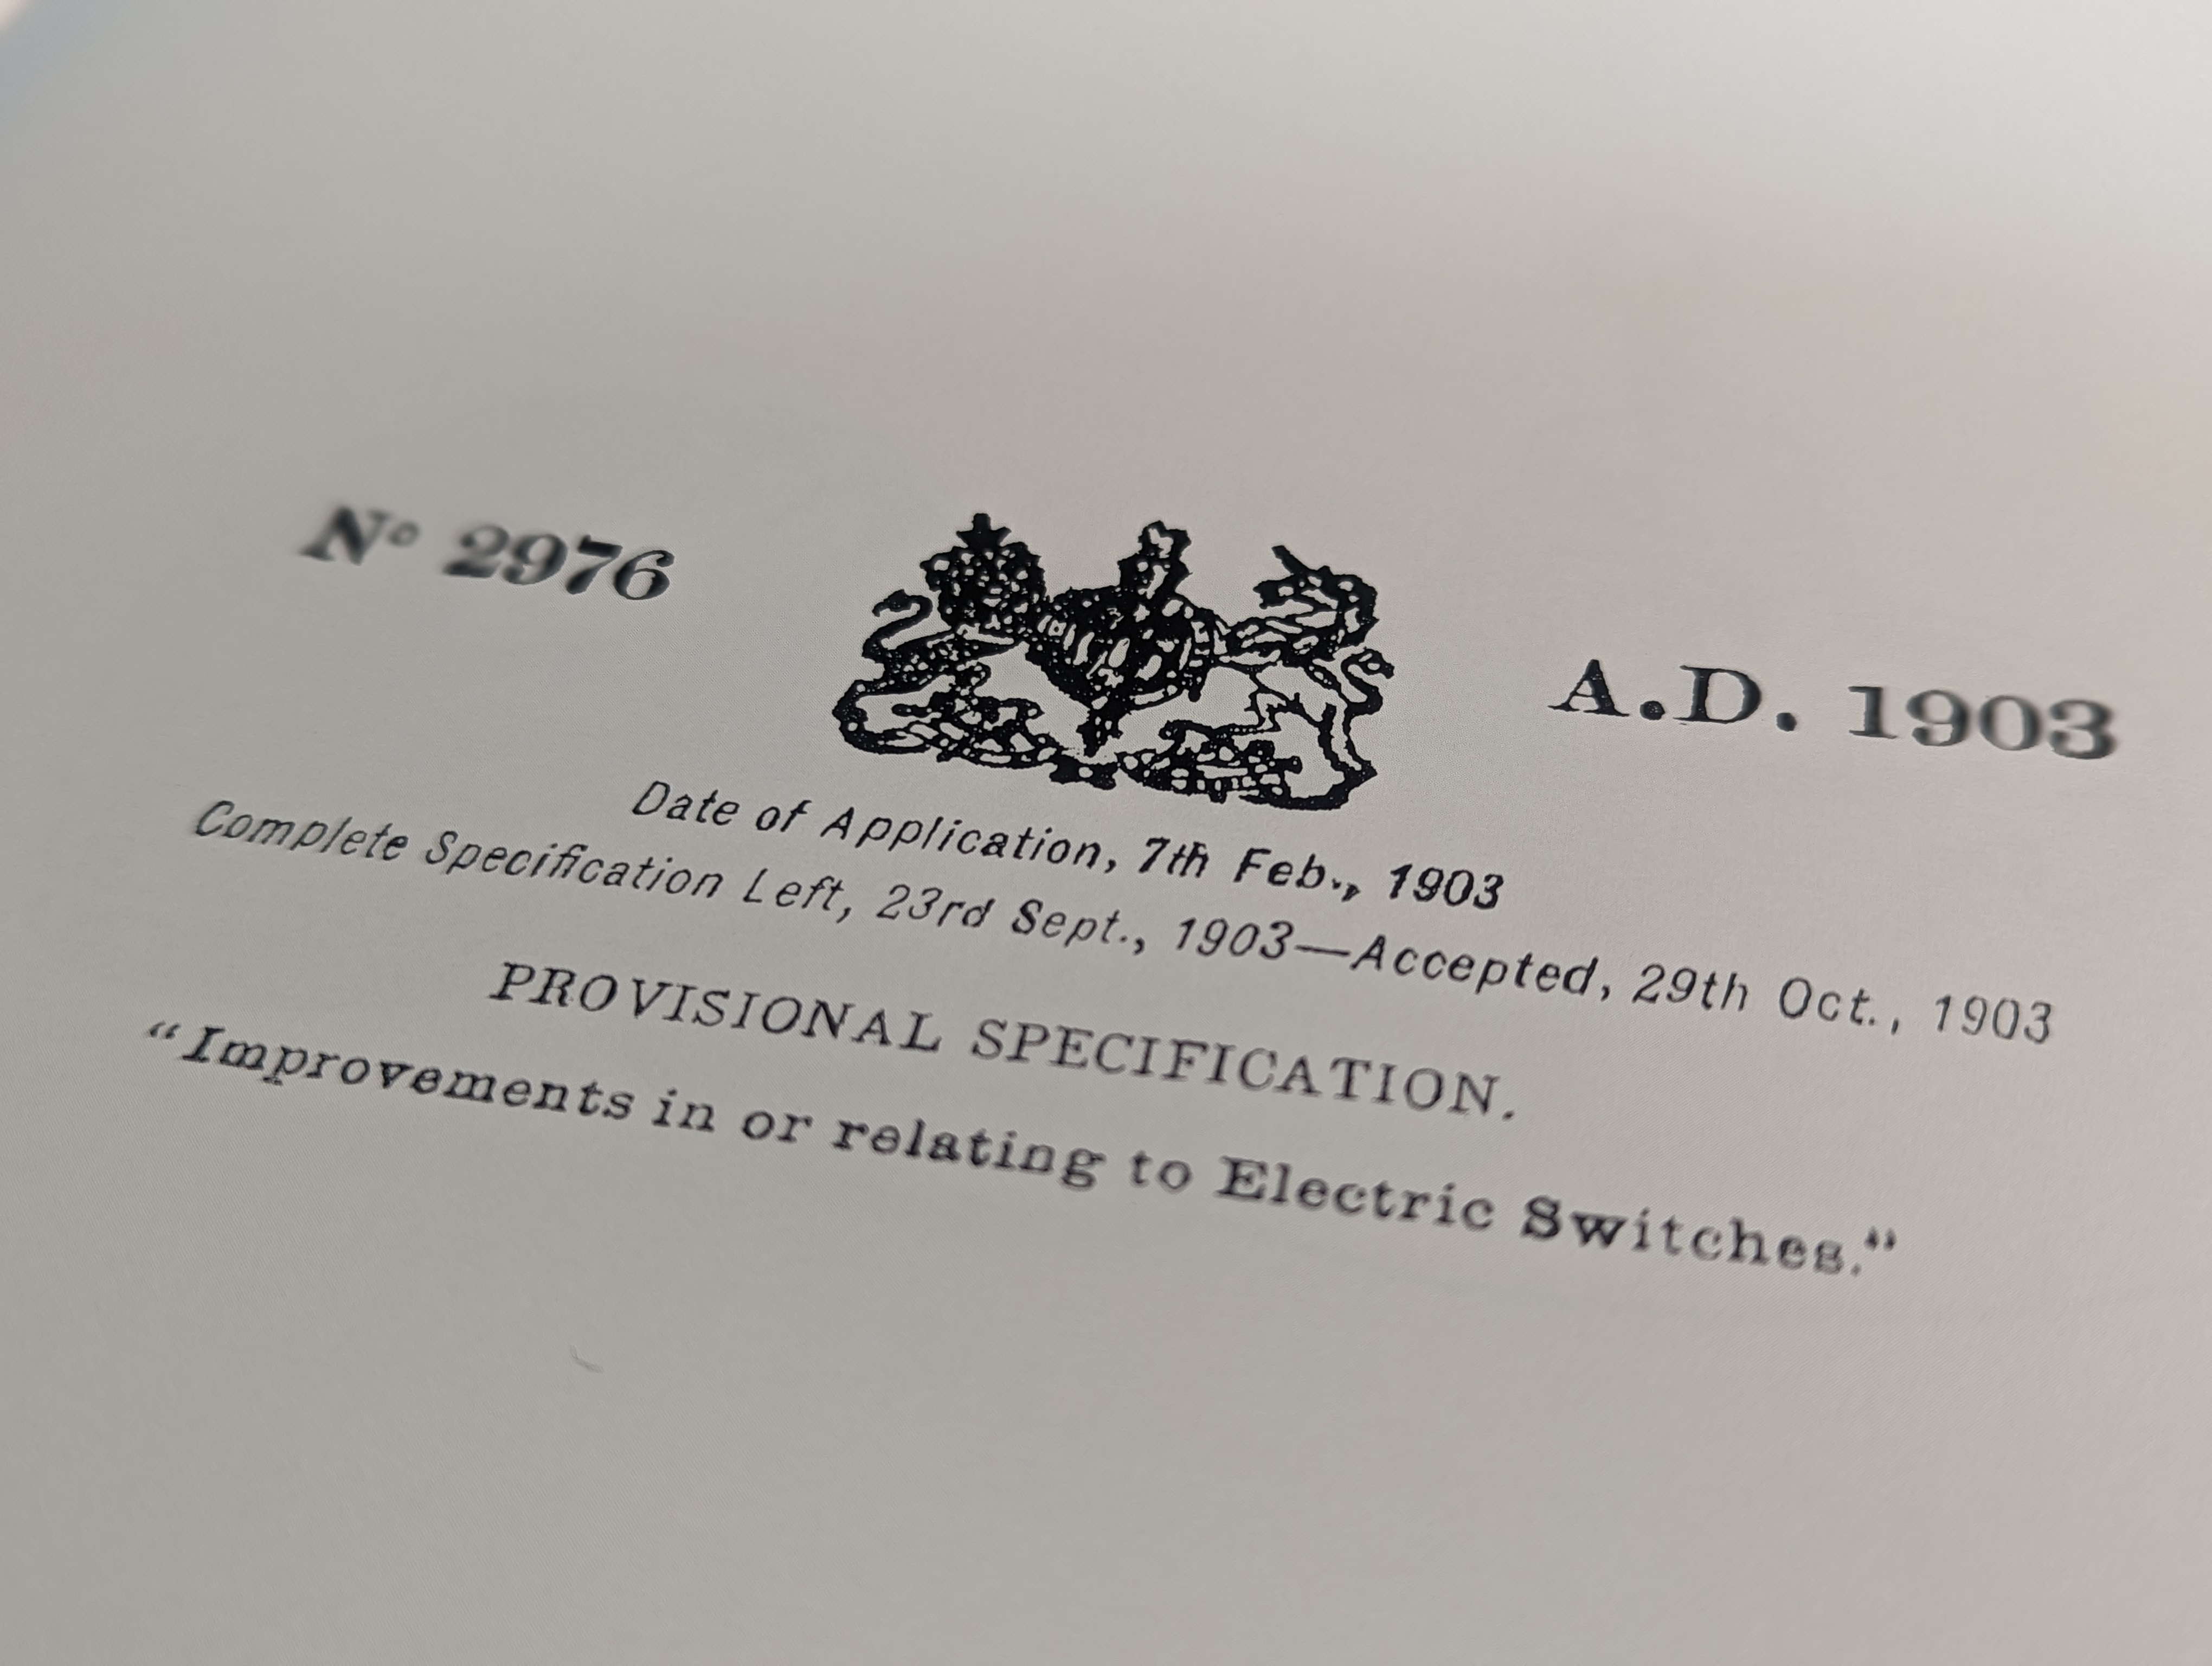 Nº 2976
A.D. 1903
Date of Application, 7th Feb., 1903
Complete Specification Left, 23rd Sept., 1903—Accepted, 29th Oct., 1903
PROVISIONAL SPECIFICATION.
“Improvements in or relating to Electric Switches.”